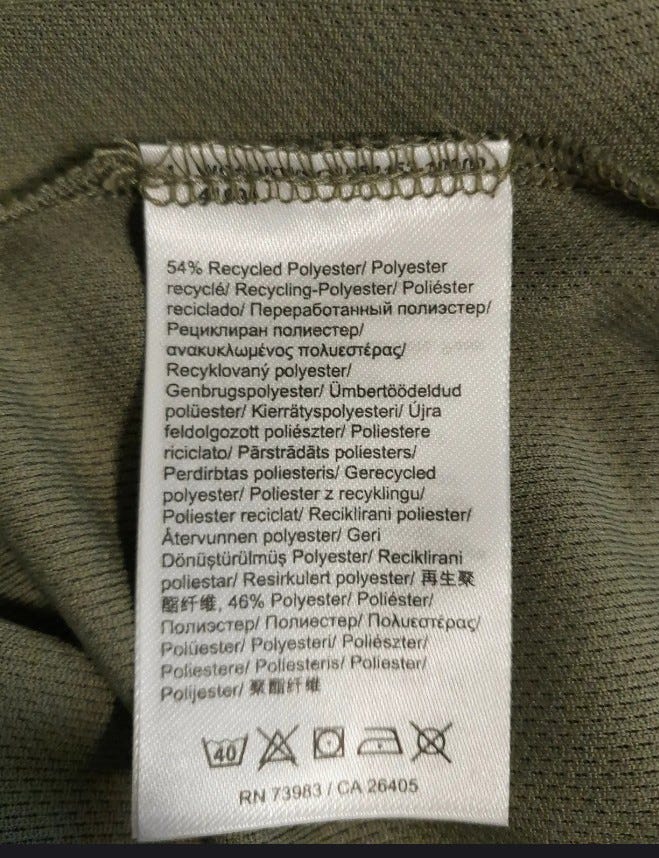 54% Recycled Polyester/ Polyester
recyclé/ Recycling-Polyester/ Poliéster
reciclado/ Переработанный полиэстер/
Рециклиран полиестер/
ανακυκλωμένος πολυεστέρας/
Recyklovaný polyester/
Genbrugspolyester/ Ümbertöödeldud
polüester/ Kierrätyspolyesteri/ Újra
feldolgozott poliészter/ Poliestere
riciclato/ Pārstrādāts poliesters/
Perdirbtas poliesteris/ Gerecycled
polyester/ Poliester z recyklingu/
Poliester reciclat/ Reciklirani poliester/
Återvunnen polyester/ Geri
Dönüştürülmüş Polyester/ Reciklirani
poliestar/ Resirkulert polyester/ 再生聚
酯纤维, 46% Polyester/ Poliéster/
Полиэстер/ Полиестер/ Πολυεστέρας/
Polüester/ Polyesteri/ Poliészter/
Poliestere/ Poliesteris/ Poliester/
Polijester/ 聚酯纤维
40
RN 73983 / CA 26405